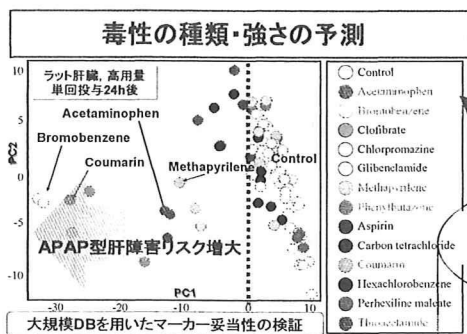 毒性の種類・強さの予測
ラット肝臓、高用量
単回投与24h後
Acetaminophen
Bromobenzene
Coumarin
Methapyrilene
Control
APAP型肝障害リスク増大
PC2
10
5
0
-5
-10
-30
-20
-10
0
10
PC1
Control
Acetaminophen
Bromobenzene
Clofibrate
Chlorpromazine
Glibenclamide
Methapyrilene
Phenylbutazone
Aspirin
Carbon tetrachloride
Coumarin
Hexachlorobenzene
Perhexiline maleate
Thioacetamide
大規模DBを用いたマーカー妥当性の検証